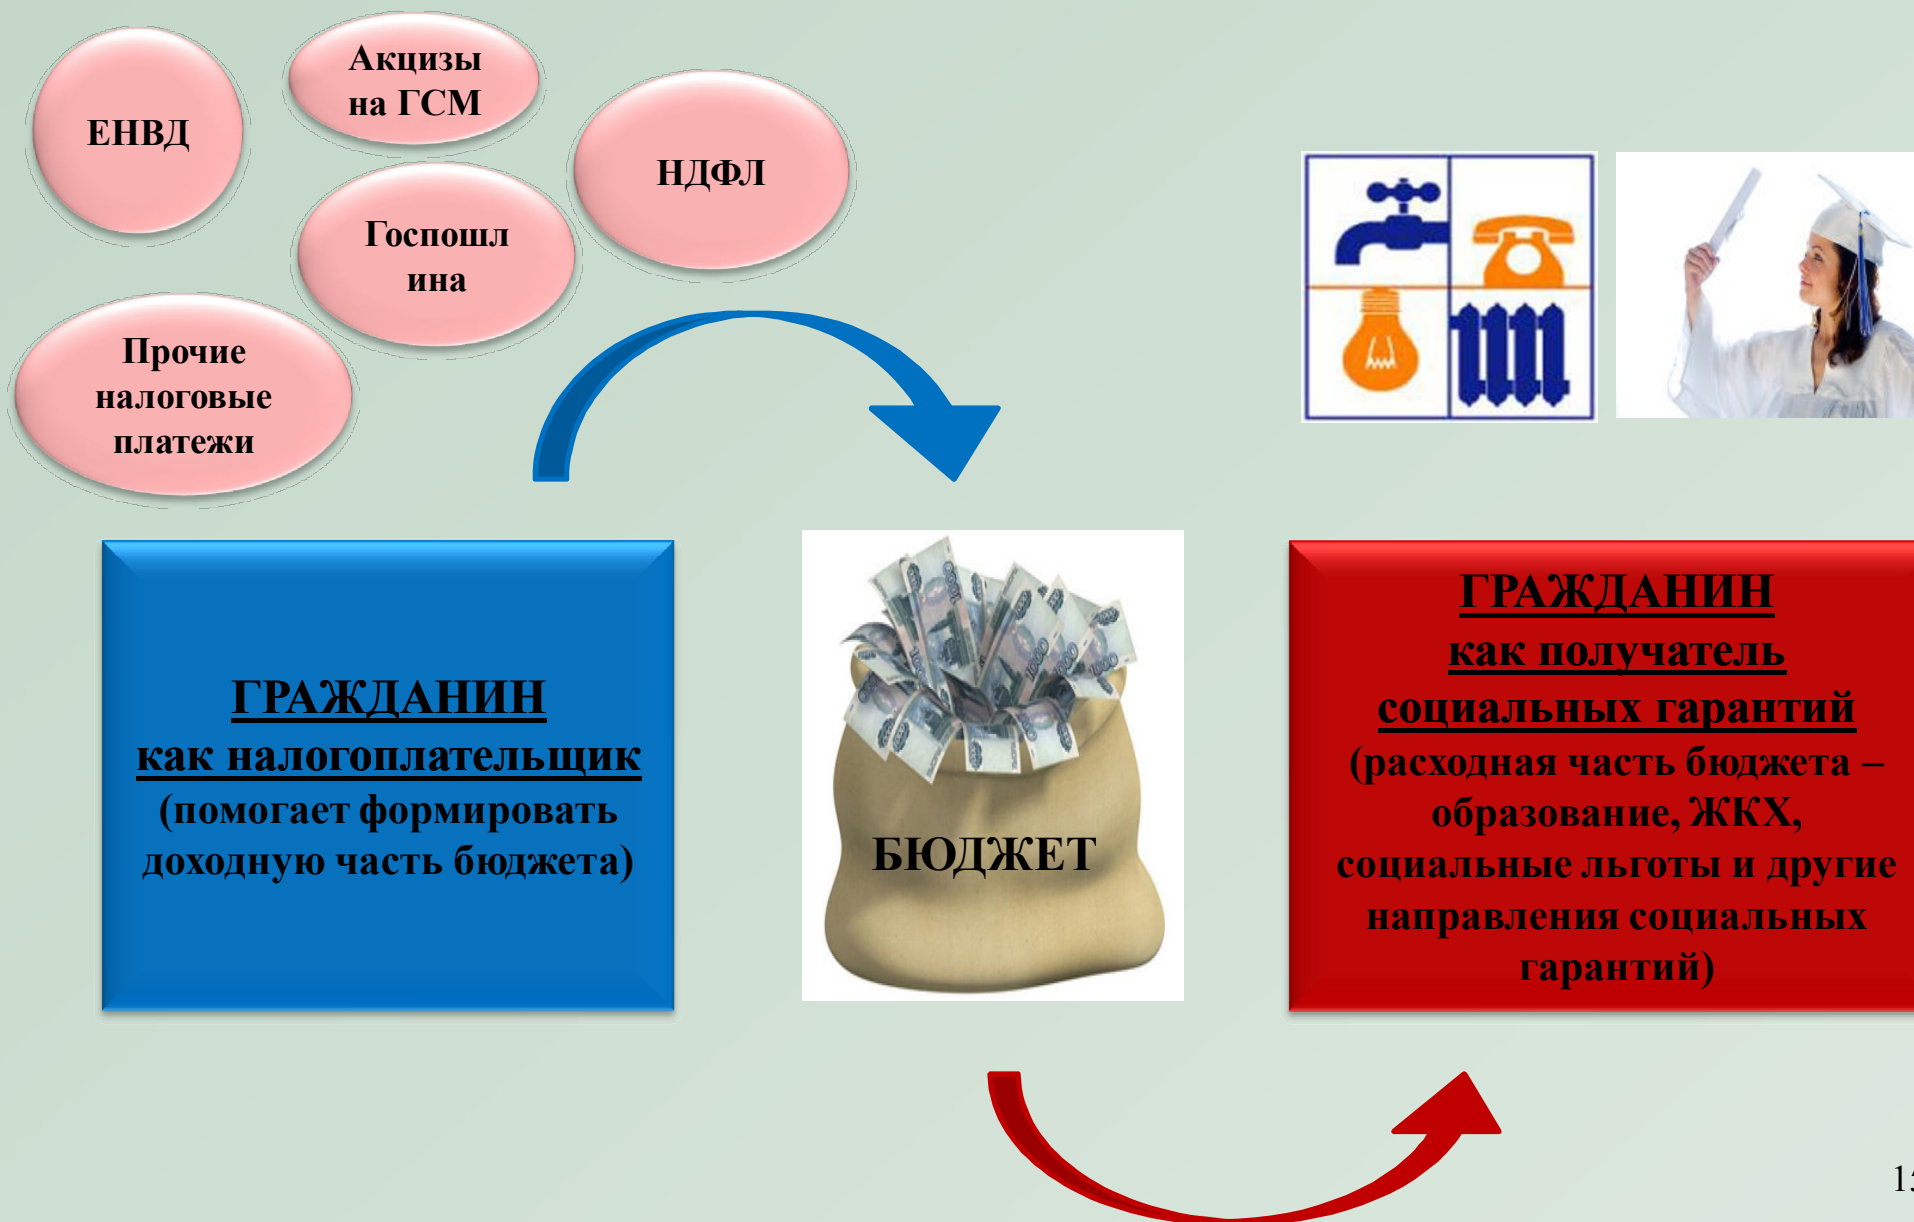 ЕНВД
Акцизы
на ГСМ
НДФЛ
Госпошл
ина
Прочие
налоговые
платежи
ГРАЖДАНИН
как налогоплательщик
(помогает формировать
доходную часть бюджета)
БЮДЖЕТ
ГРАЖДАНИН
как получатель
социальных гарантий
(расходная часть бюджета –
образование, ЖКХ,
социальные льготы и другие
направления социальных
гарантий)
15